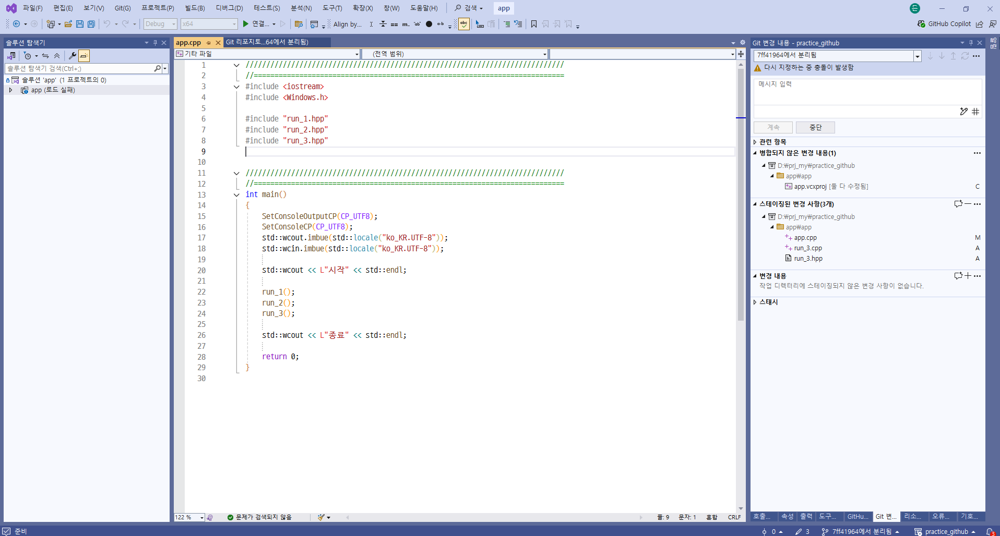 파일(F) 편집(E) 보기(V) Git(G) 프로젝트(P) 빌드(B) 디버그(D) 테스트(S) 분석(N) 도구(T) 확장(X) 창(W) 도움말(H) 검색 app
Debug x64 연결... Align by... GitHub Copilot
솔루션 탐색기
솔루션 탐색기 검색(Ctrl+;)
솔루션 'app' (1 프로젝트의 0)
app (로드 실패)
app.cpp Git 리포지토...64에서 분리됨)
기타 파일 (전역 범위)
1 ////////////////////////////////////////////////////////////////////////////
2 //===========================================================================
3 #include <iostream>
4 #include <Windows.h>
5
6 #include "run_1.hpp"
7 #include "run_2.hpp"
8 #include "run_3.hpp"
9
10
11 ////////////////////////////////////////////////////////////////////////////
12 //===========================================================================
13 int main()
14 {
15 SetConsoleOutputCP(CP_UTF8);
16 SetConsoleCP(CP_UTF8);
17 std::wcout.imbue(std::locale("ko_KR.UTF-8"));
18 std::wcin.imbue(std::locale("ko_KR.UTF-8"));
19
20 std::wcout << L"시작" << std::endl;
21
22 run_1();
23 run_2();
24 run_3();
25
26 std::wcout << L"종료" << std::endl;
27
28 return 0;
29 }
30
122 % 문제가 검색되지 않음 줄: 9 문자: 1 혼합 CRLF
Git 변경 내용 - practice_github
7ff41964에서 분리됨
다시 지정하는 중 충돌이 발생함
메시지 입력
계속 중단
관련 항목
병합되지 않은 변경 내용(1)
D:₩prj_my₩practice_github
app₩app
app.vcxproj [둘 다 수정됨] C
스테이징된 변경 사항(3개)
D:₩prj_my₩practice_github
app₩app
app.cpp M
run_3.cpp A
run_3.hpp A
변경 내용
작업 디렉터리에 스테이징되지 않은 변경 사항이 없습니다.
스태시
호출... 속성 출력 도구... GitHu... Git 변... 리소... 오류... 기호...
알림
준비 0 3 7ff41964에서 분리됨 practice_github 3